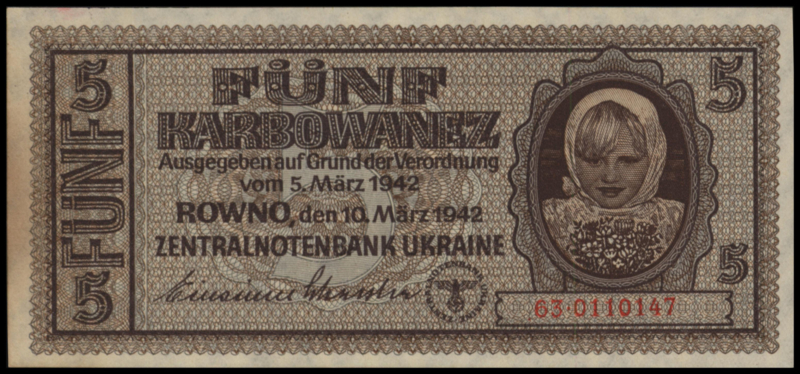 5 FÜNF 5
FÜNF
KARBOWANEZ
Ausgegeben auf Grund der Verordnung
vom 5. März 1942
ROWNO, den 10. März 1942
ZENTRALNOTENBANK UKRAINE
5
5
63·0110147